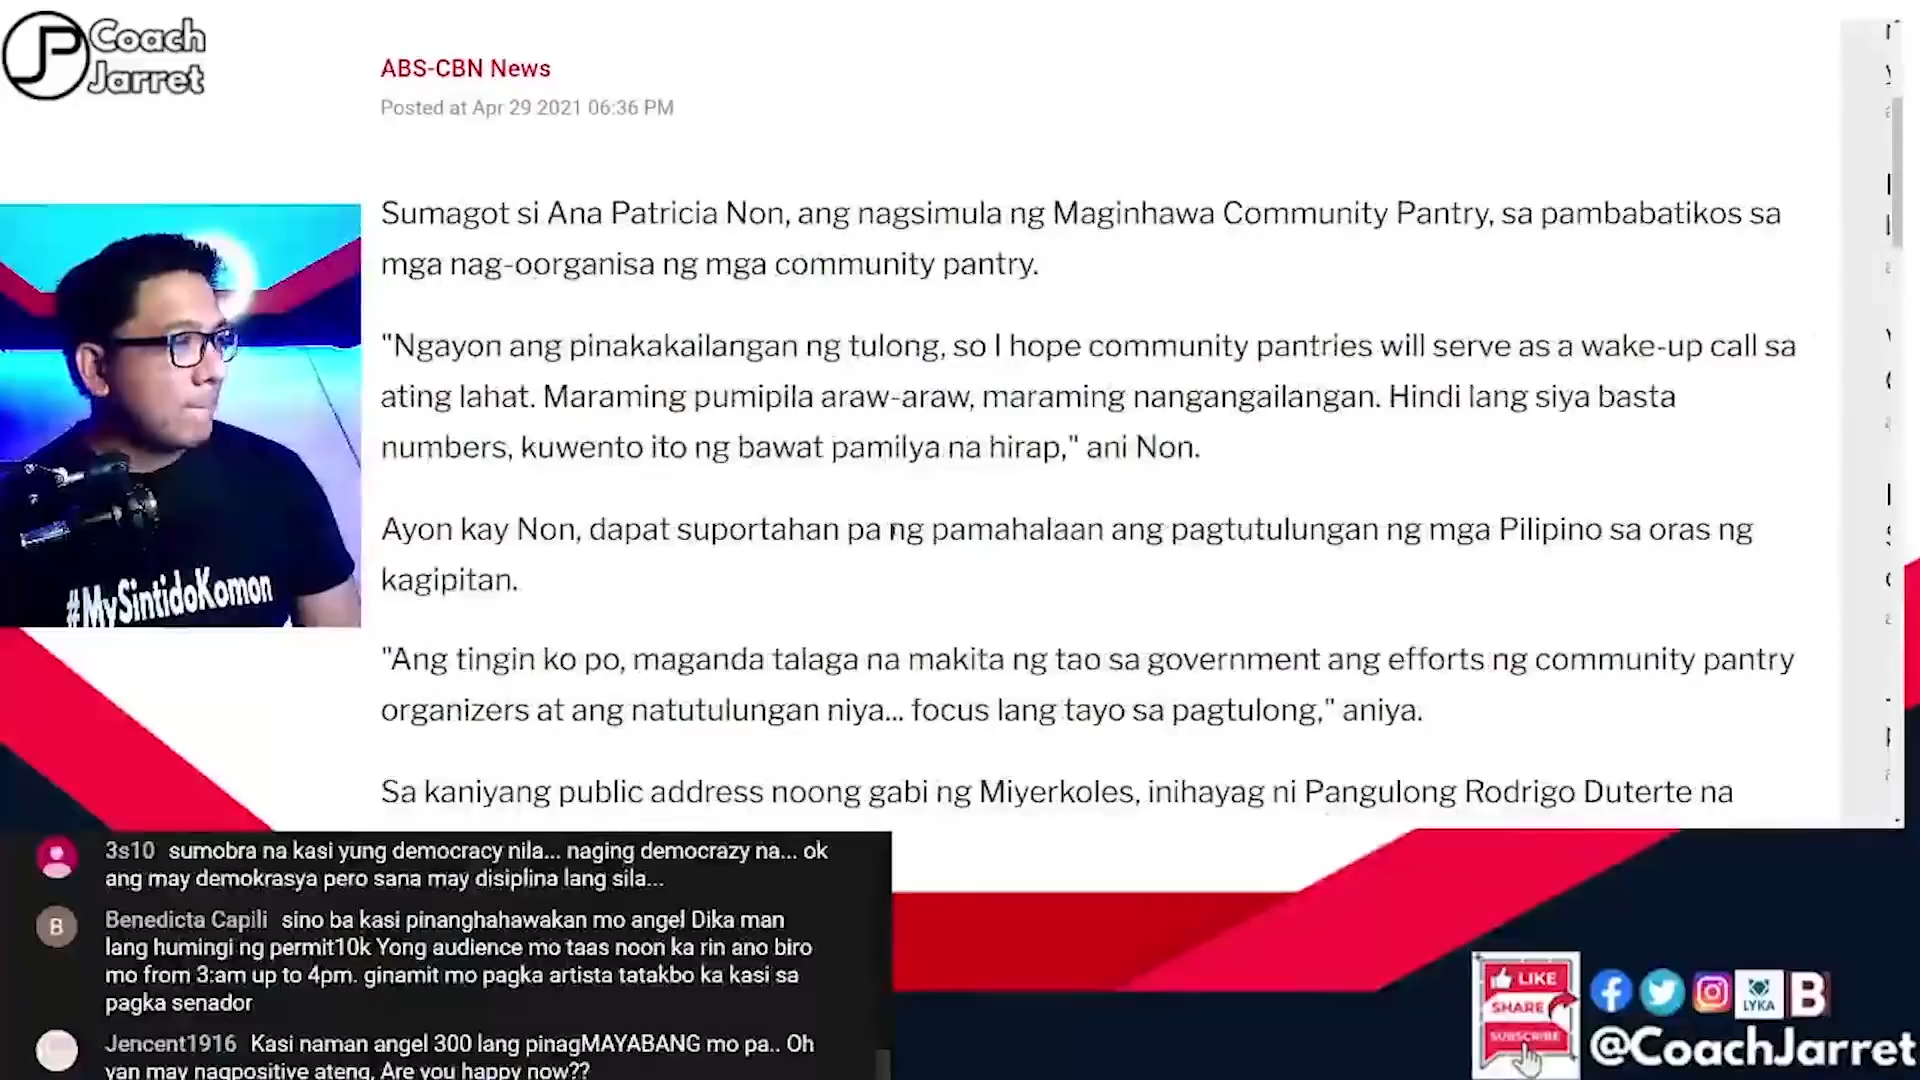 Coach
Jarret
ABS-CBN News
Posted at Apr 29 2021 06:36 PM
Sumagot si Ana Patricia Non, ang nagsimula ng Maginhawa Community Pantry, sa pambabatikos sa
mga nag-oorganisa ng mga community pantry.
"Ngayon ang pinakakailangan ng tulong, so I hope community pantries will serve as a wake-up call sa
ating lahat. Maraming pumipila araw-araw, maraming nangangailangan. Hindi lang siya basta
numbers, kuwento ito ng bawat pamilya na hirap," ani Non.
Ayon kay Non, dapat suportahan pa ng pamahalaan ang pagtutulungan ng mga Pilipino sa oras ng
kagipitan.
"Ang tingin ko po, maganda talaga na makita ng tao sa government ang efforts ng community pantry
organizers at ang natutulungan niya... focus lang tayo sa pagtulong," aniya.
Sa kaniyang public address noong gabi ng Miyerkoles, inihayag ni Pangulong Rodrigo Duterte na
#MySintidoKomon
3s10 sumobra na kasi yung democracy nila... naging democrazy na... ok
ang may demokrasya pero sana may disiplina lang sila...
B
Benedicta Capili sino ba kasi pinanghahawakan mo angel Dika man
lang humingi ng permit10k Yong audience mo taas noon ka rin ano biro
mo from 3:am up to 4pm. ginamit mo pagka artista tatakbo ka kasi sa
pagka senador
Jencent1916 Kasi naman angel 300 lang pinagMAYABANG mo pa.. Oh
yan may nagpositive ateng, Are you happy now??
LIKE
SHARE
SUBSCRIBE
LYKA
B
@CoachJarret